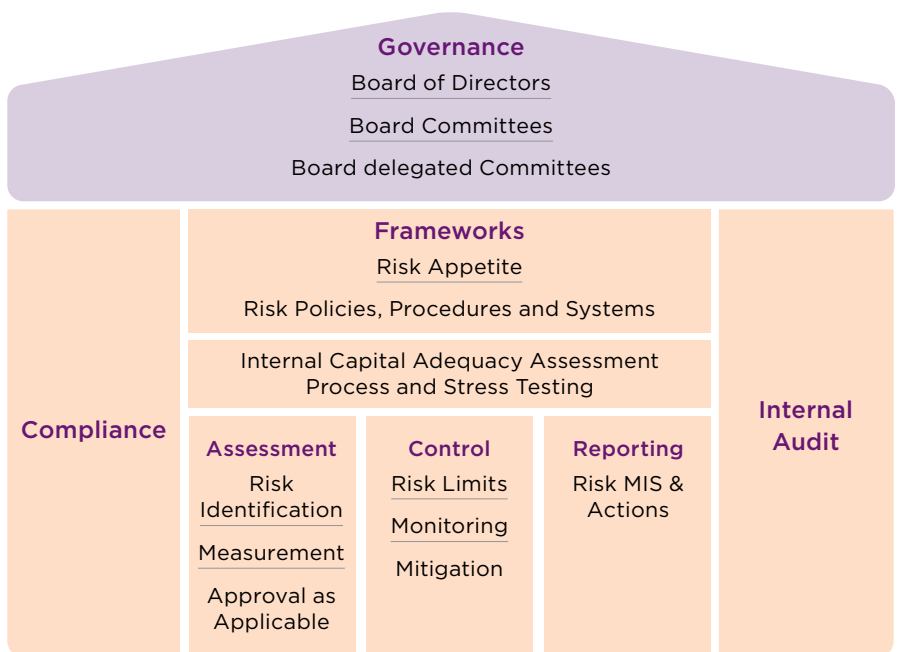 Governance
Board of Directors
Board Committees
Board delegated Committees
Compliance
Frameworks
Risk Appetite
Risk Policies, Procedures and Systems
Internal Capital Adequacy Assessment
Process and Stress Testing
Assessment
Risk
Identification
Measurement
Approval as
Applicable
Control
Risk Limits
Monitoring
Mitigation
Reporting
Risk MIS &
Actions
Internal
Audit